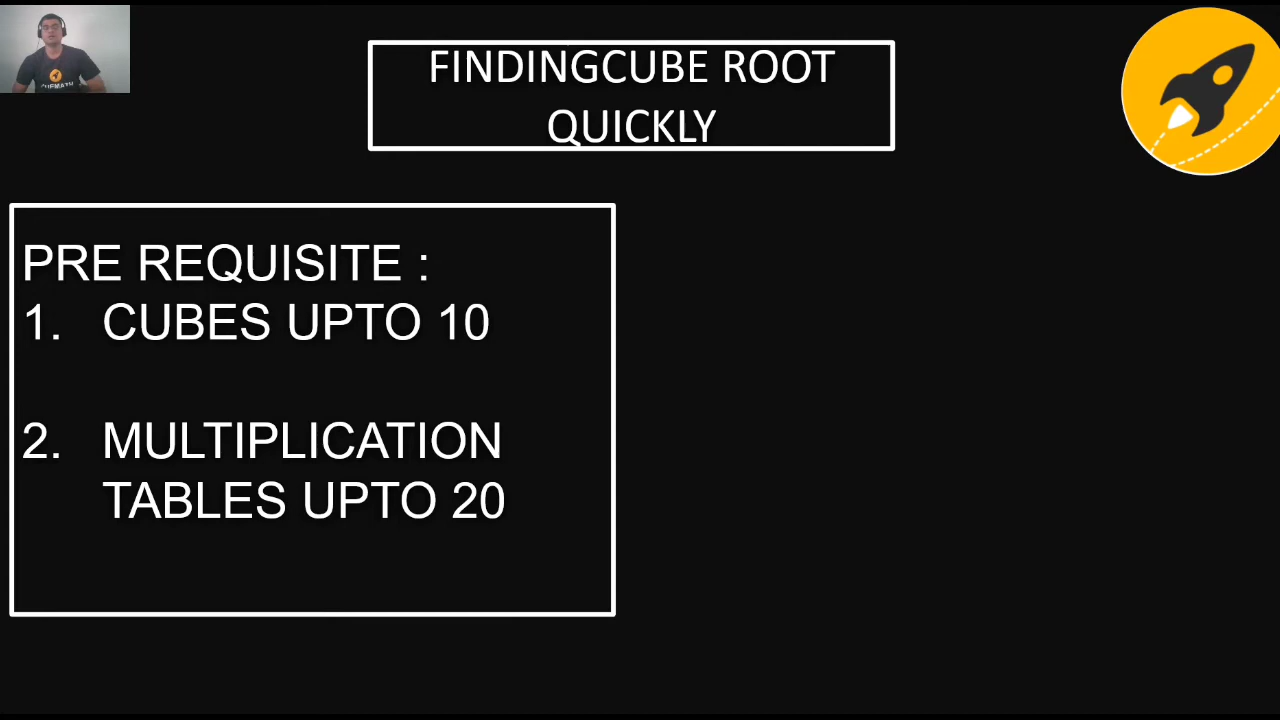 FINDINGCUBE ROOT
QUICKLY
PRE REQUISITE :
1. CUBES UPTO 10
2. MULTIPLICATION
TABLES UPTO 20